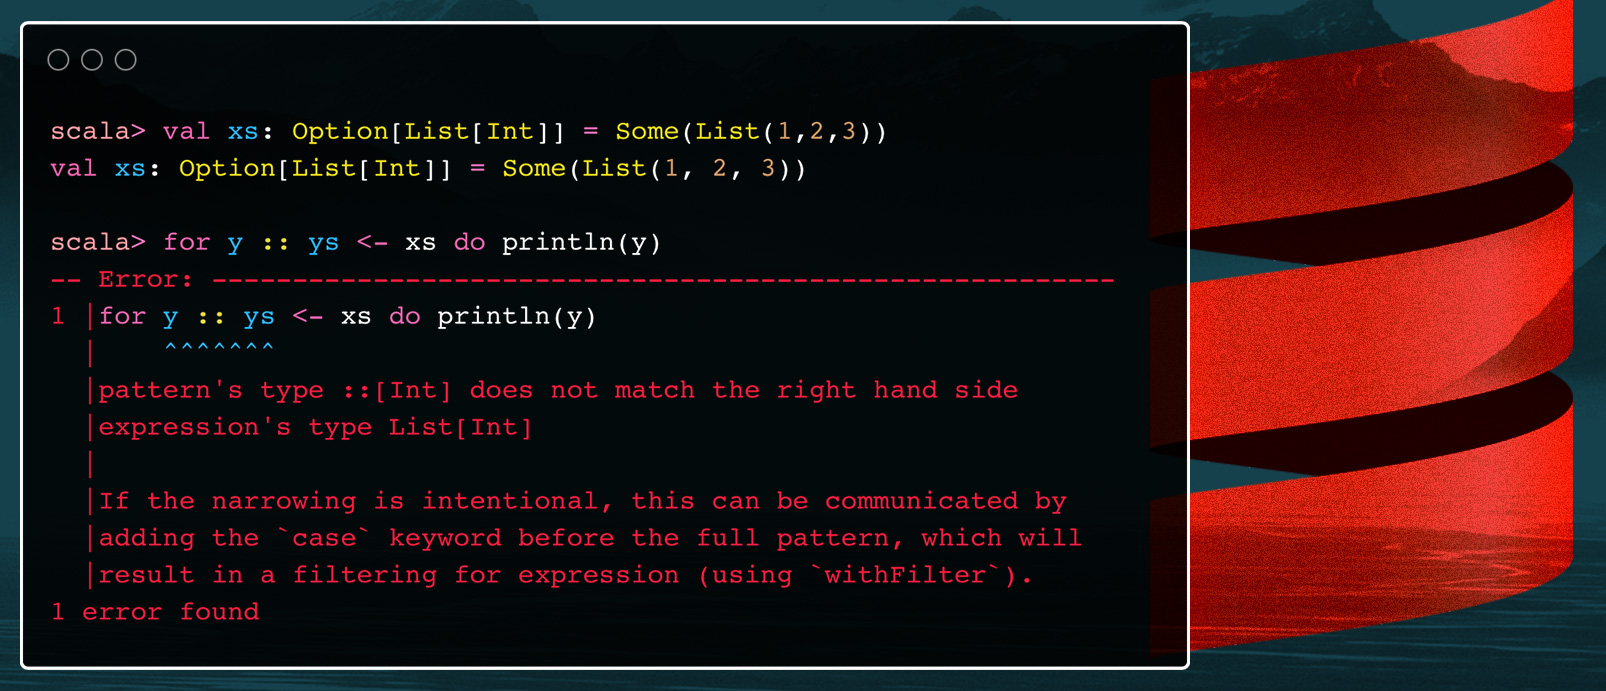 scala> val xs: Option[List[Int]] = Some(List(1,2,3))
val xs: Option[List[Int]] = Some(List(1, 2, 3))
scala> for y :: ys <- xs do println(y)
-- Error: --------------------------------------------------------
1 |for y :: ys <- xs do println(y)
  |    ^^^^^^^
  |pattern's type ::[Int] does not match the right hand side
  |expression's type List[Int]
  |
  |If the narrowing is intentional, this can be communicated by
  |adding the `case` keyword before the full pattern, which will
  |result in a filtering for expression (using `withFilter`).
1 error found